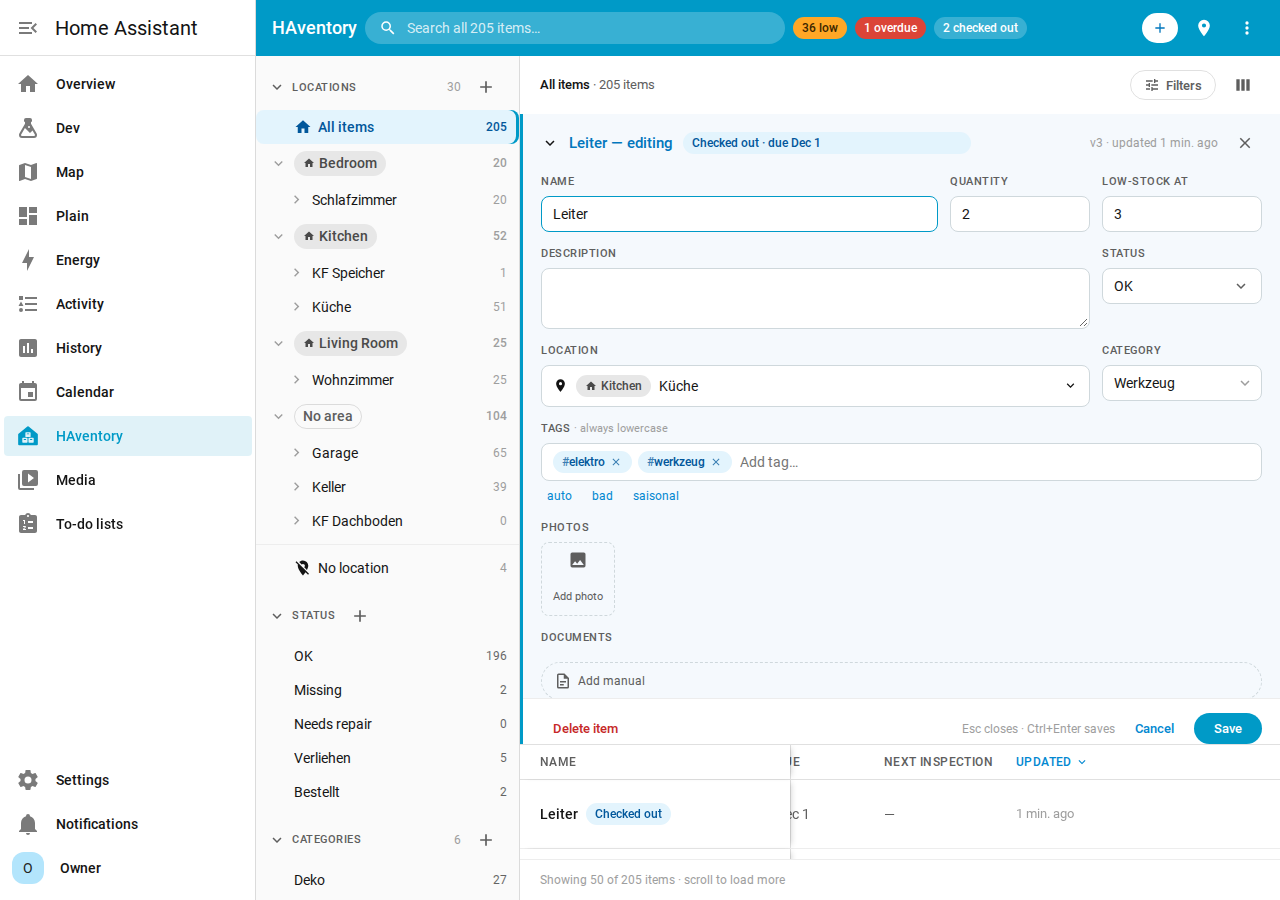 Home Assistant
Overview
Dev
Map
Plain
Energy
Activity
History
Calendar
HAventory
Media
To-do lists
Settings
Notifications
O Owner
HAventory
Search all 205 items…
36 low
1 overdue
2 checked out
LOCATIONS 30
All items 205
Bedroom 20
Schlafzimmer 20
Kitchen 52
KF Speicher 1
Küche 51
Living Room 25
Wohnzimmer 25
No area 104
Garage 65
Keller 39
KF Dachboden 0
No location 4
STATUS
OK 196
Missing 2
Needs repair 0
Verliehen 5
Bestellt 2
CATEGORIES 6
Deko 27
All items · 205 items
Filters
Leiter — editing Checked out · due Dec 1 v3 · updated 1 min. ago
NAME QUANTITY LOW-STOCK AT
Leiter 2 3
DESCRIPTION STATUS
OK
LOCATION CATEGORY
Kitchen Küche Werkzeug
TAGS · always lowercase
#elektro #werkzeug Add tag…
auto bad saisonal
PHOTOS
Add photo
DOCUMENTS
Add manual
Delete item Esc closes · Ctrl+Enter saves Cancel Save
NAME NEXT INSPECTION UPDATED
Leiter Checked out 1 — 1 min. ago
Showing 50 of 205 items · scroll to load more